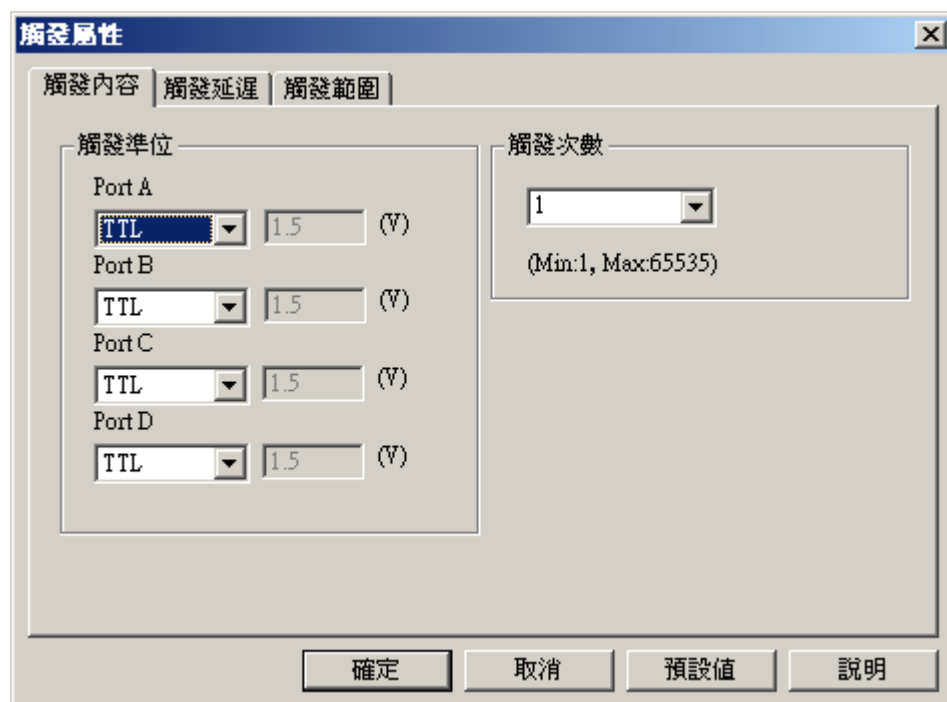 觸發屬性
觸發內容 觸發延遲 觸發範圍
觸發準位
Port A
TTL 1.5 (V)
Port B
TTL 1.5 (V)
Port C
TTL 1.5 (V)
Port D
TTL 1.5 (V)
觸發次數
1
(Min:1, Max:65535)
確定 取消 預設值 說明